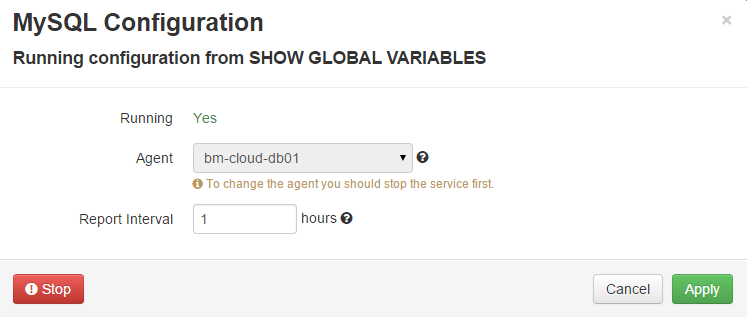 MySQL Configuration
×
Running configuration from SHOW GLOBAL VARIABLES
Running Yes
Agent bm-cloud-db01
To change the agent you should stop the service first.
Report Interval 1 hours
Stop Cancel Apply